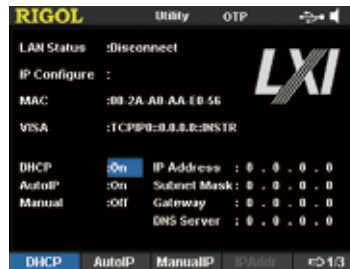 RIGOL Utility OTP
LAN Status :Disconnect
IP Configure :
LXI
MAC :00-2A-A0-AA-E0-56
VISA :TCPIP0::0.0.0.0::INSTR
DHCP :On IP Address : 0 . 0 . 0 . 0
AutoIP :On Subnet Mask: 0 . 0 . 0 . 0
Manual :Off Gateway : 0 . 0 . 0 . 0
DNS Server : 0 . 0 . 0 . 0
DHCP AutoIP ManualIP IPAddr 1/3